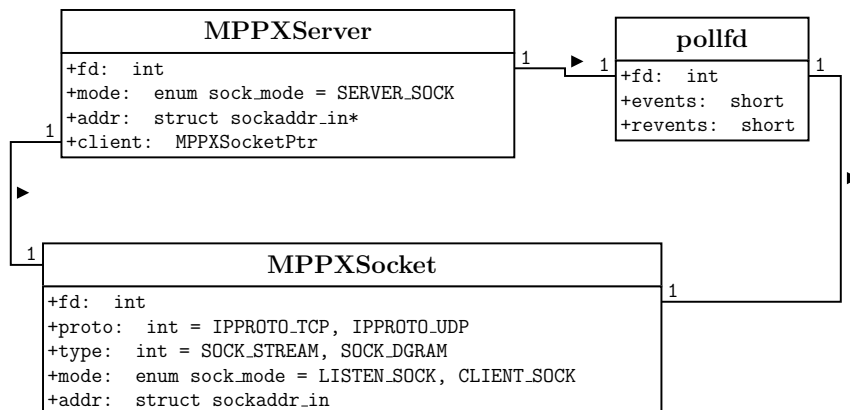 MPPXServer
+fd: int
+mode: enum sock_mode = SERVER_SOCK
+addr: struct sockaddr_in*
+client: MPPXSocketPtr
1
1
1
pollfd
+fd: int
+events: short
+revents: short
1
1
MPPXSocket
+fd: int
+proto: int = IPPROTO_TCP, IPPROTO_UDP
+type: int = SOCK_STREAM, SOCK_DGRAM
+mode: enum sock_mode = LISTEN_SOCK, CLIENT_SOCK
+addr: struct sockaddr_in
1
1